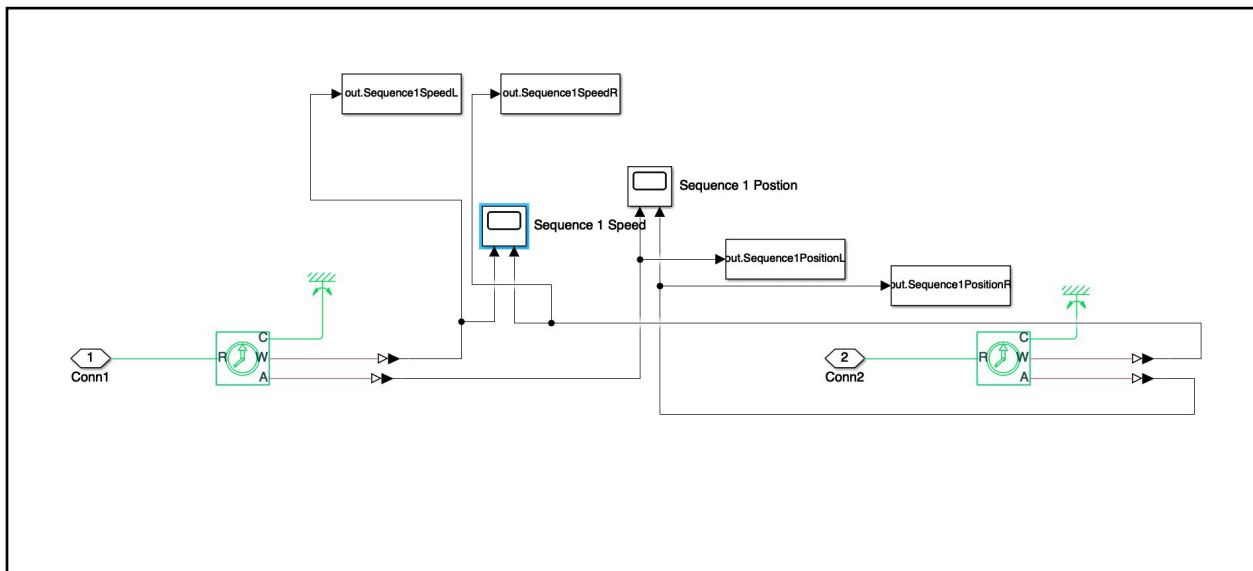 out.Sequence1SpeedL
out.Sequence1SpeedR
Sequence 1 Postion
Sequence 1 Speed
out.Sequence1PositionL
out.Sequence1PositionR
1
Conn1
R
C
W
A
2
Conn2
R
C
W
A